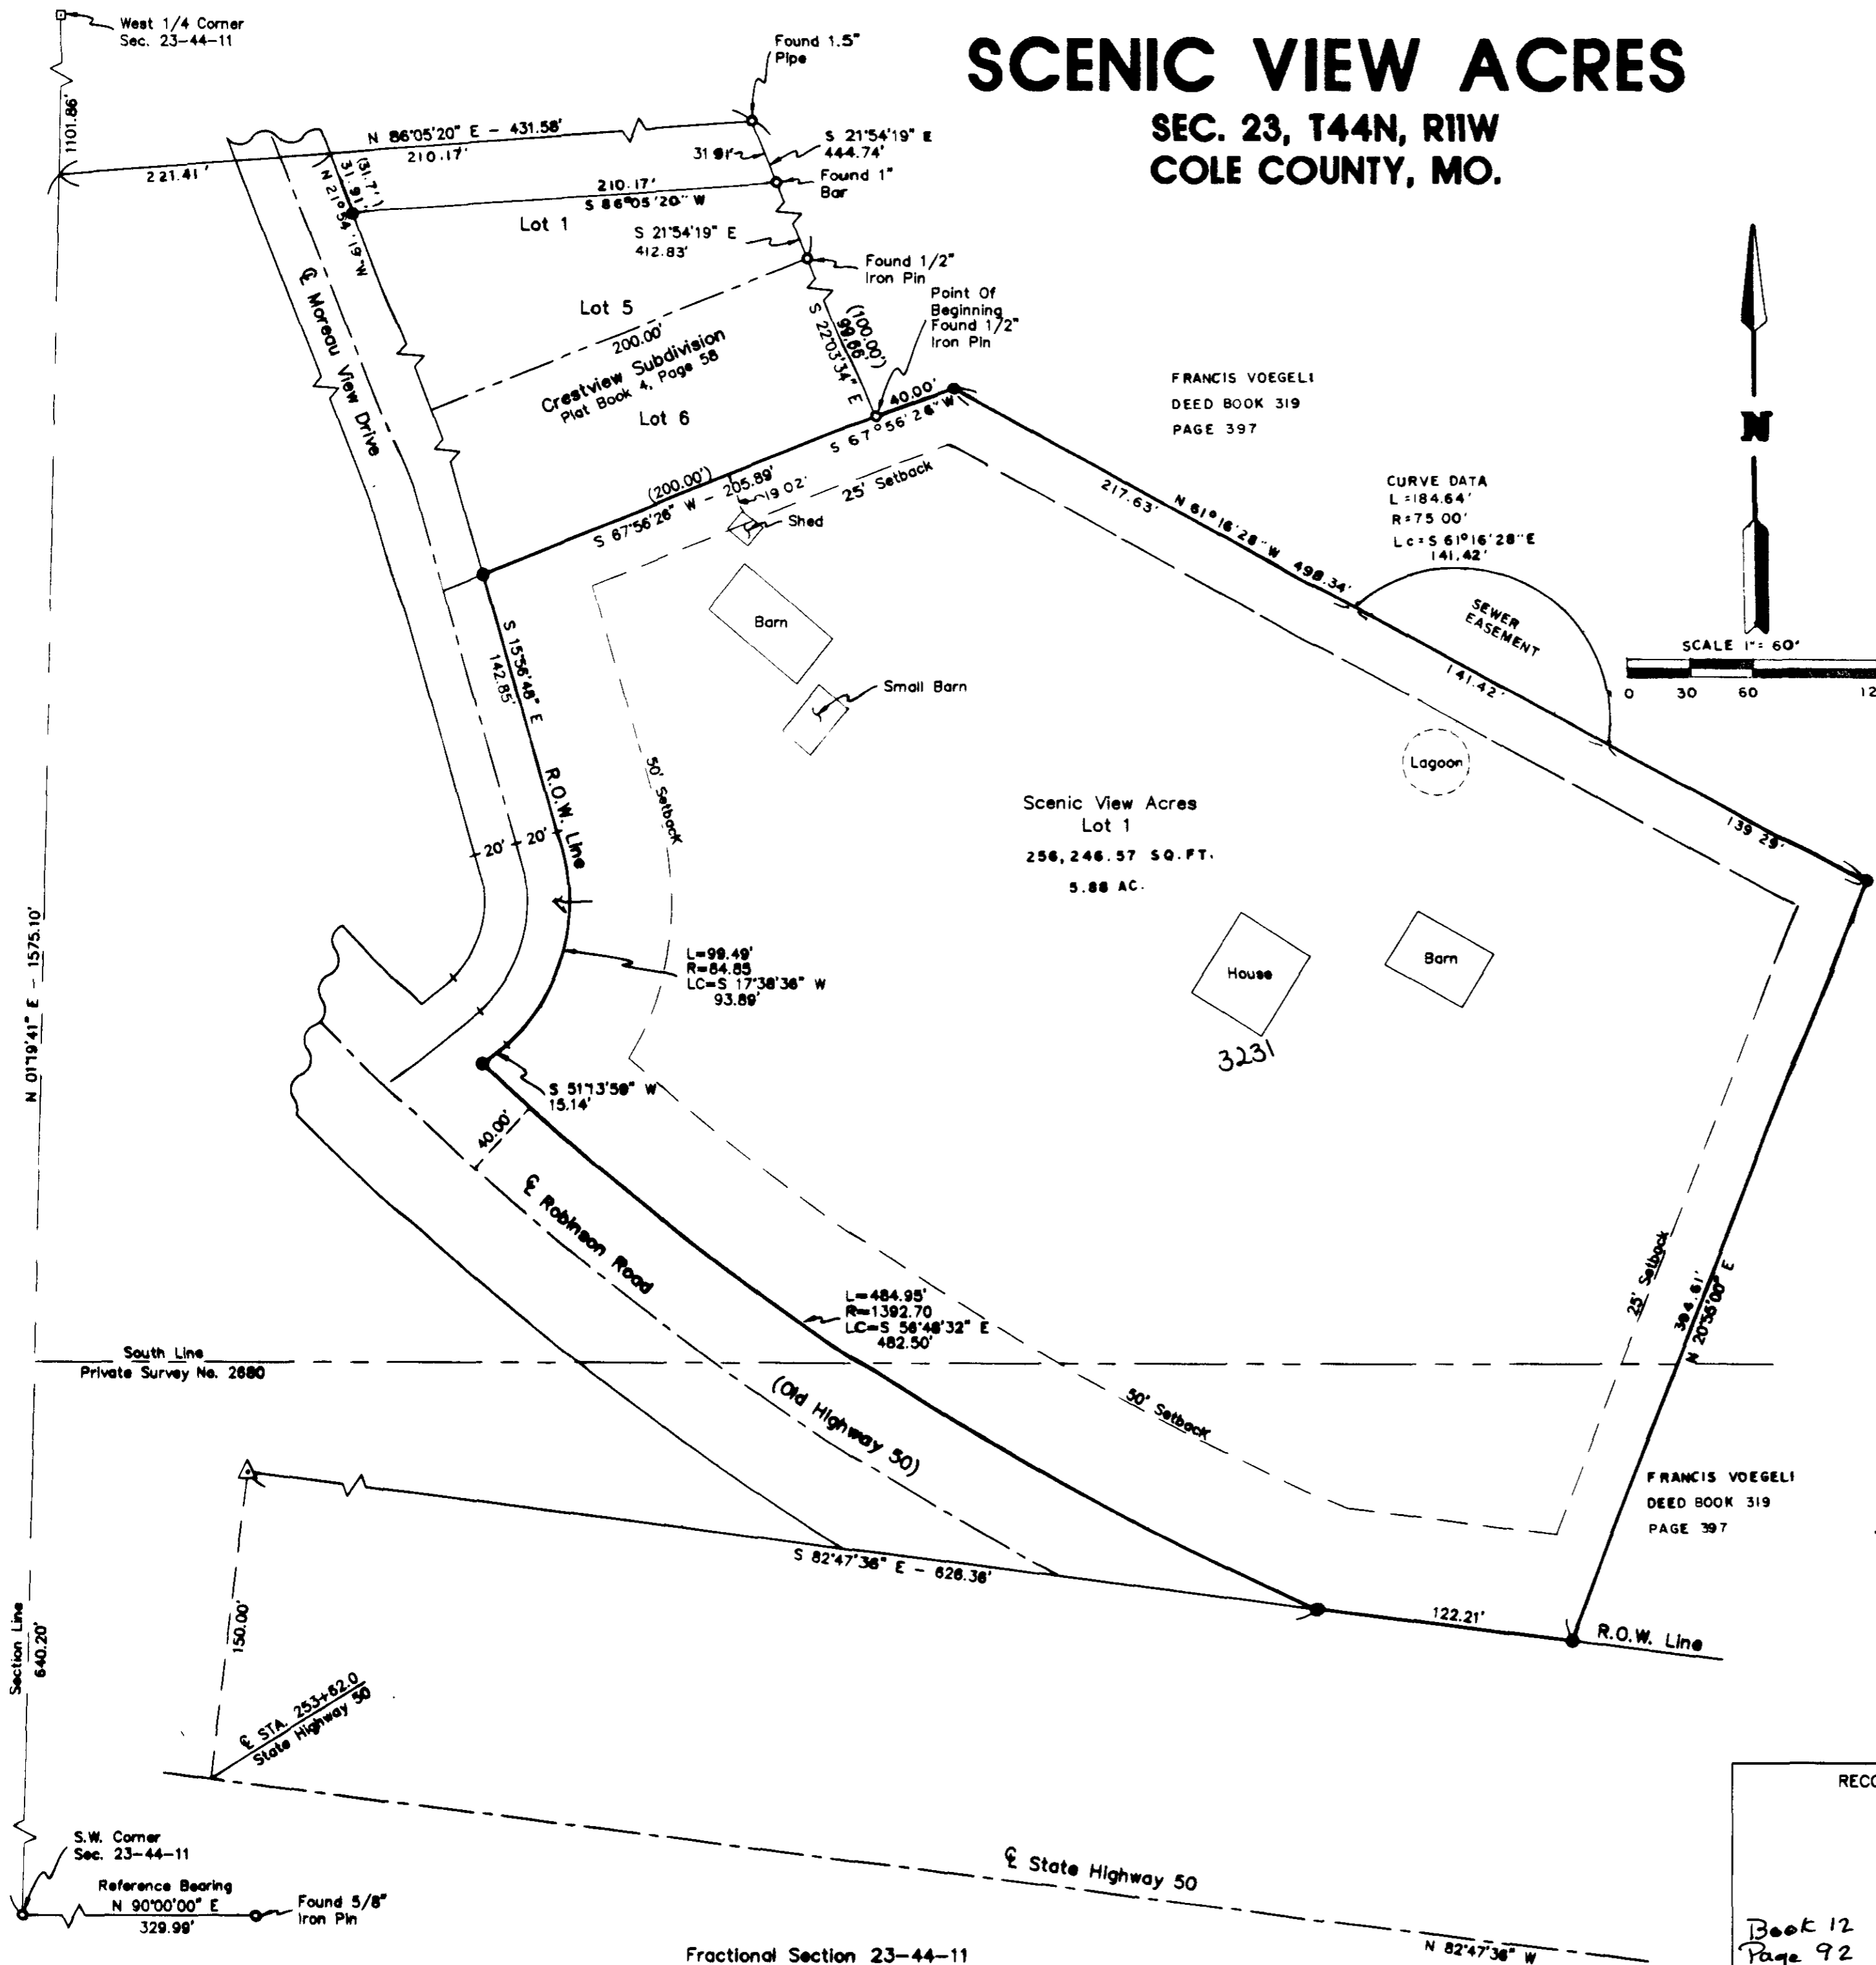 SCENIC VIEW ACRES
SEC. 23, T44N, R11W
COLE COUNTY, MO.
West 1/4 Corner
Sec. 23-44-11
1101.86'
N 86°05'20" E - 431.58'
210.17'
221.41'
Found 1.5"
Pipe
S 21°54'19" E
444.74'
31.91'
Found 1"
Bar
(31.7')
31.91'
N 21°54'19" W
210.17'
S 86°05'20" W
Lot 1
S 21°54'19" E
412.83'
Found 1/2"
Iron Pin
Point Of
Beginning
Found 1/2"
Iron Pin
Lot 5
200.00'
Crestview Subdivision
Plat Book 4, Page 58
Lot 6
(100.00')
99.66'
S 22°03'34" E
℄ Moreau View Drive
40.00'
S 67°56'26" W
(200.00')
S 67°56'26" W - 205.89'
19.02'
25' Setback
Shed
FRANCIS VOEGELI
DEED BOOK 319
PAGE 397
N
CURVE DATA
L=184.64'
R=75.00'
Lc=S 61°16'28"E
141.42'
217.63'
N 61°16'28" W 498.34'
SEWER
EASEMENT
141.42'
139.29'
SCALE 1"= 60'
0 30 60 12
Barn
Small Barn
S 15°56'48" E
142.85'
R.O.W. Line
50' Setback
20' 20'
Lagoon
Scenic View Acres
Lot 1
256,246.57 SQ.FT.
5.88 AC.
House
Barn
3231
L=99.49'
R=84.85
LC=S 17°38'36" W
93.89'
S 51°13'59" W
15.14'
40.00'
℄ Robinson Road
(Old Highway 50)
N 01°19'41" E - 1575.10'
L=484.95'
R=1392.70
LC=S 56°48'32" E
482.50'
25' Setback
394.61'
N 20°56'00" E
South Line
Private Survey No. 2680
50' Setback
FRANCIS VOEGELI
DEED BOOK 319
PAGE 397
S 82°47'36" E - 626.36'
122.21'
R.O.W. Line
150.00'
Section Line
640.20'
℄ STA. 253+62.0
State Highway 50
S.W. Corner
Sec. 23-44-11
Reference Bearing
N 90°00'00" E
329.99'
Found 5/8"
Iron Pin
℄ State Highway 50
N 82°47'36" W
Fractional Section 23-44-11
RECO
Book 12
Page 92